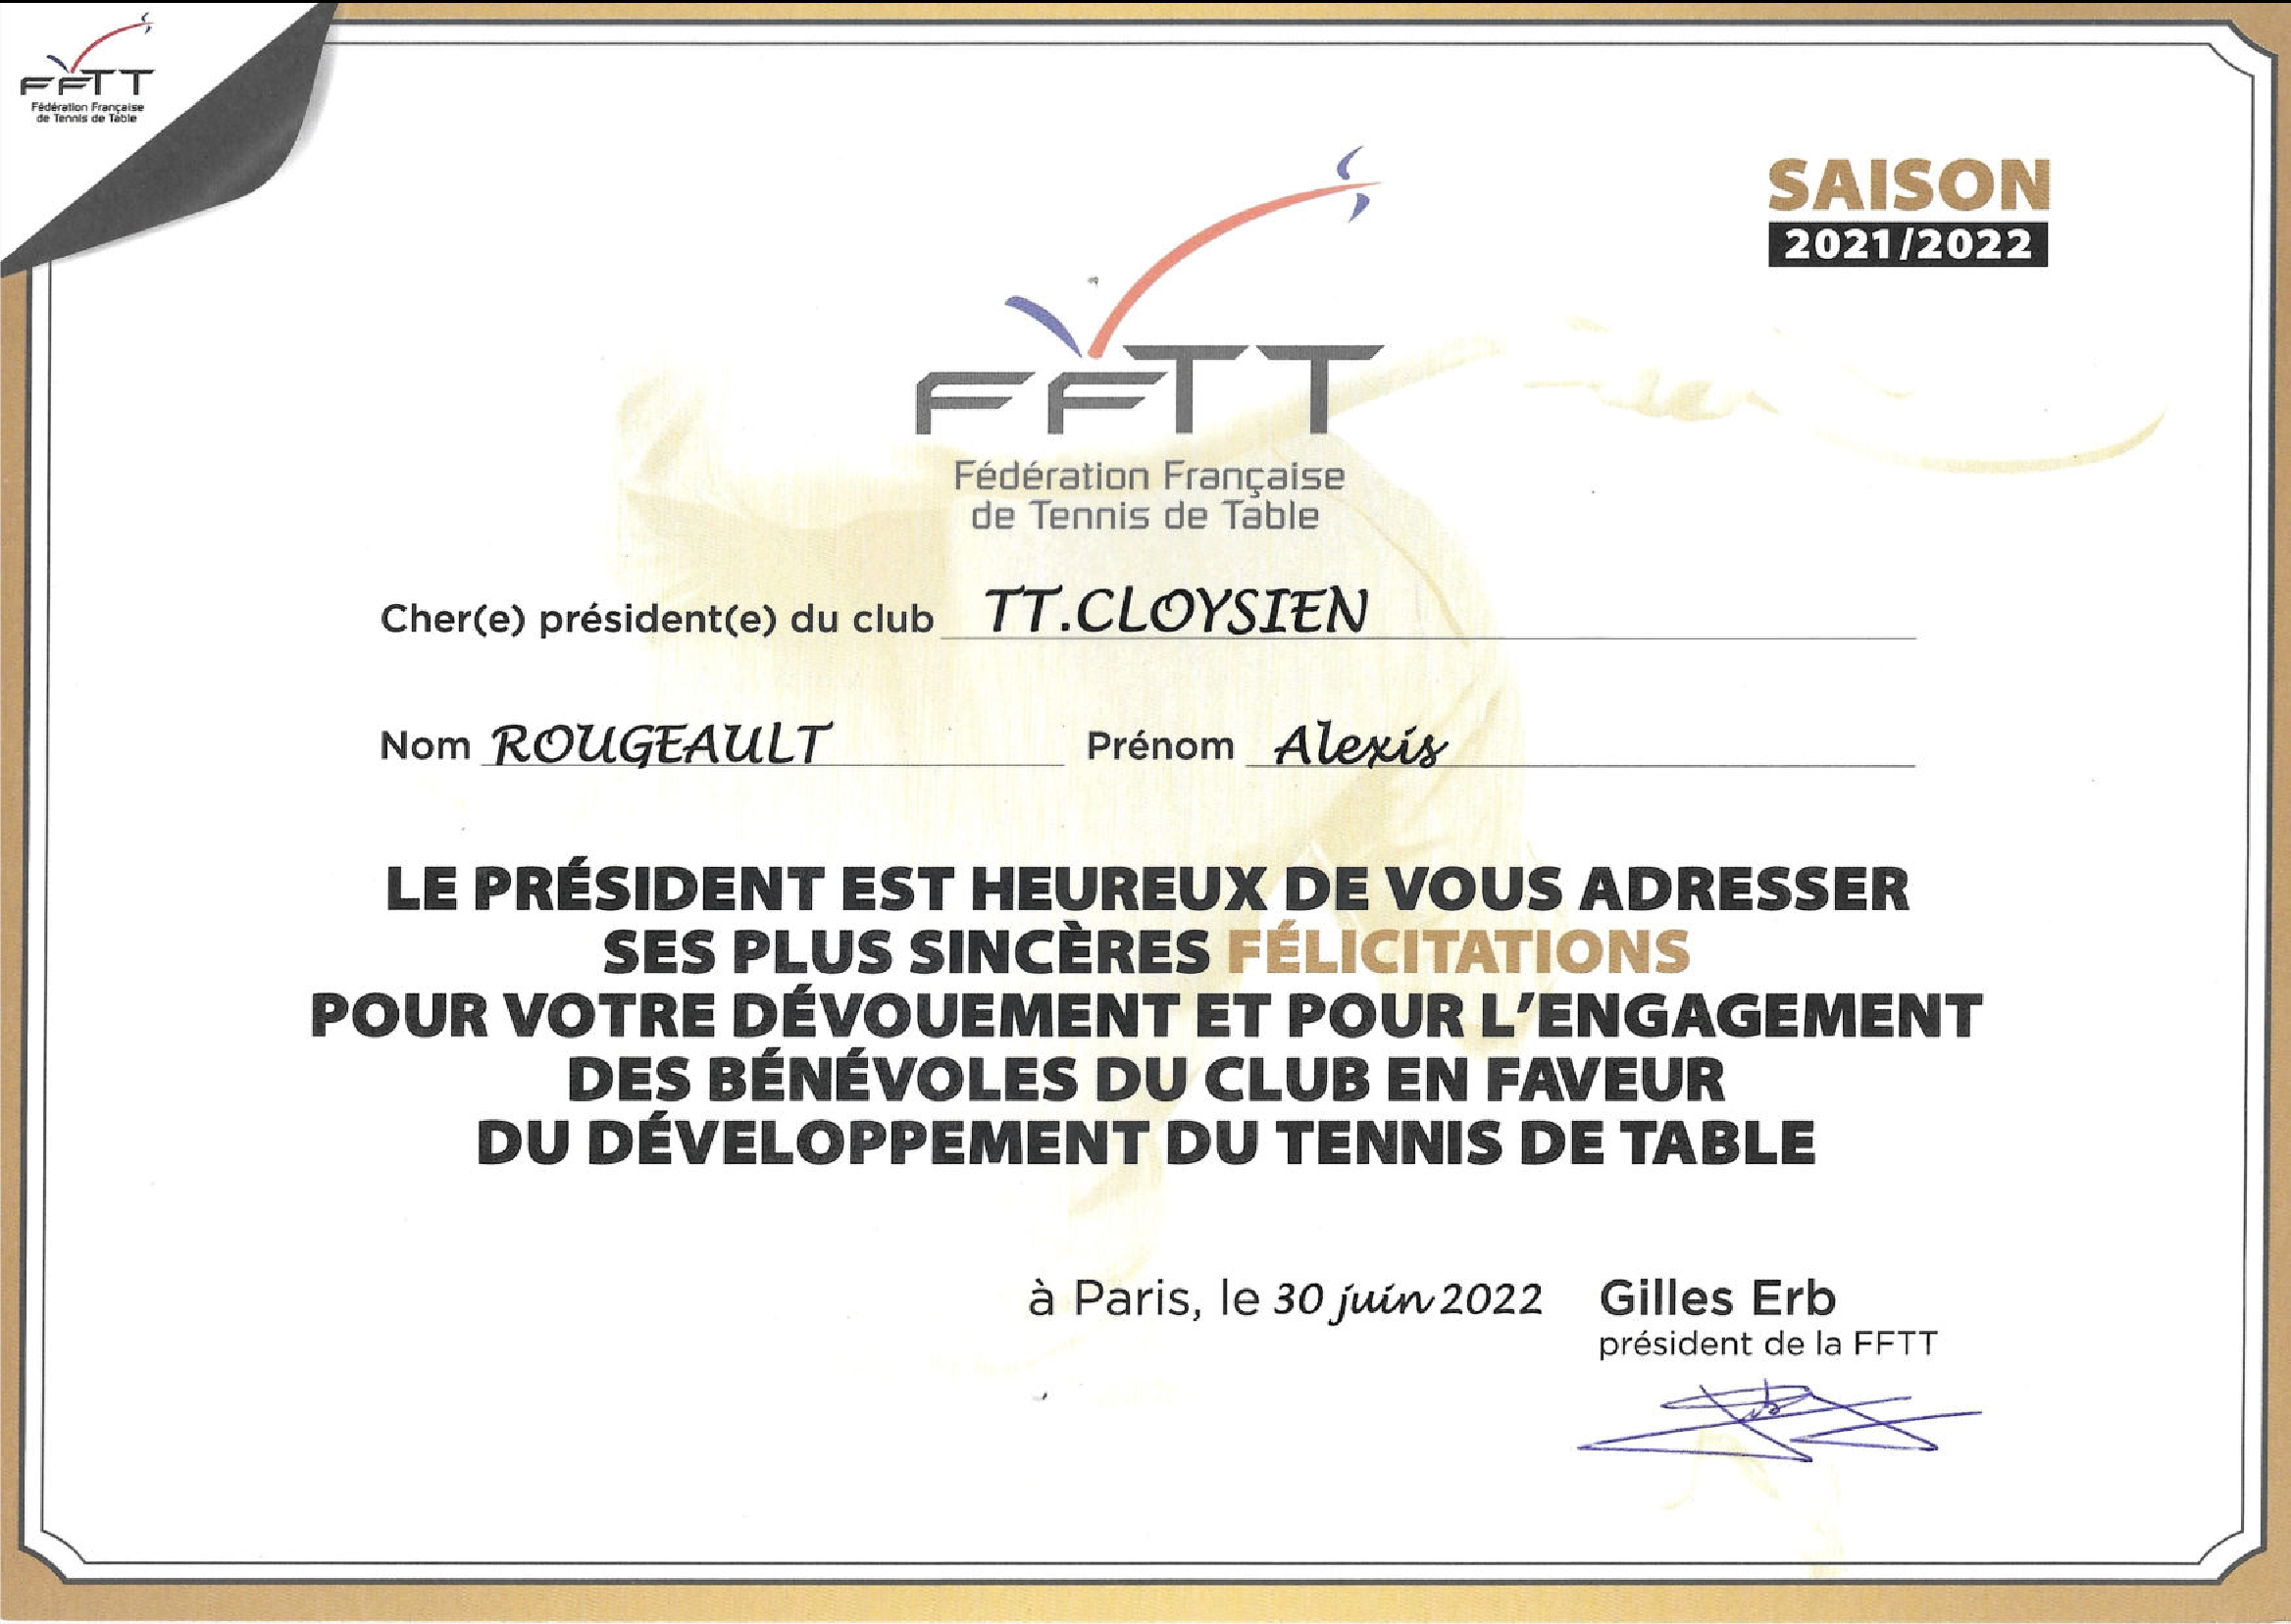 FFTT
Fédération Française
de Tennis de Table
SAISON
2021/2022
FFTT
Fédération Française
de Tennis de Table
Cher(e) président(e) du club TT.CLOYSIEN
Nom ROUGEAULT Prénom Alexis
LE PRÉSIDENT EST HEUREUX DE VOUS ADRESSER
SES PLUS SINCÈRES FÉLICITATIONS
POUR VOTRE DÉVOUEMENT ET POUR L'ENGAGEMENT
DES BÉNÉVOLES DU CLUB EN FAVEUR
DU DÉVELOPPEMENT DU TENNIS DE TABLE
à Paris, le 30 juin 2022 Gilles Erb
président de la FFTT